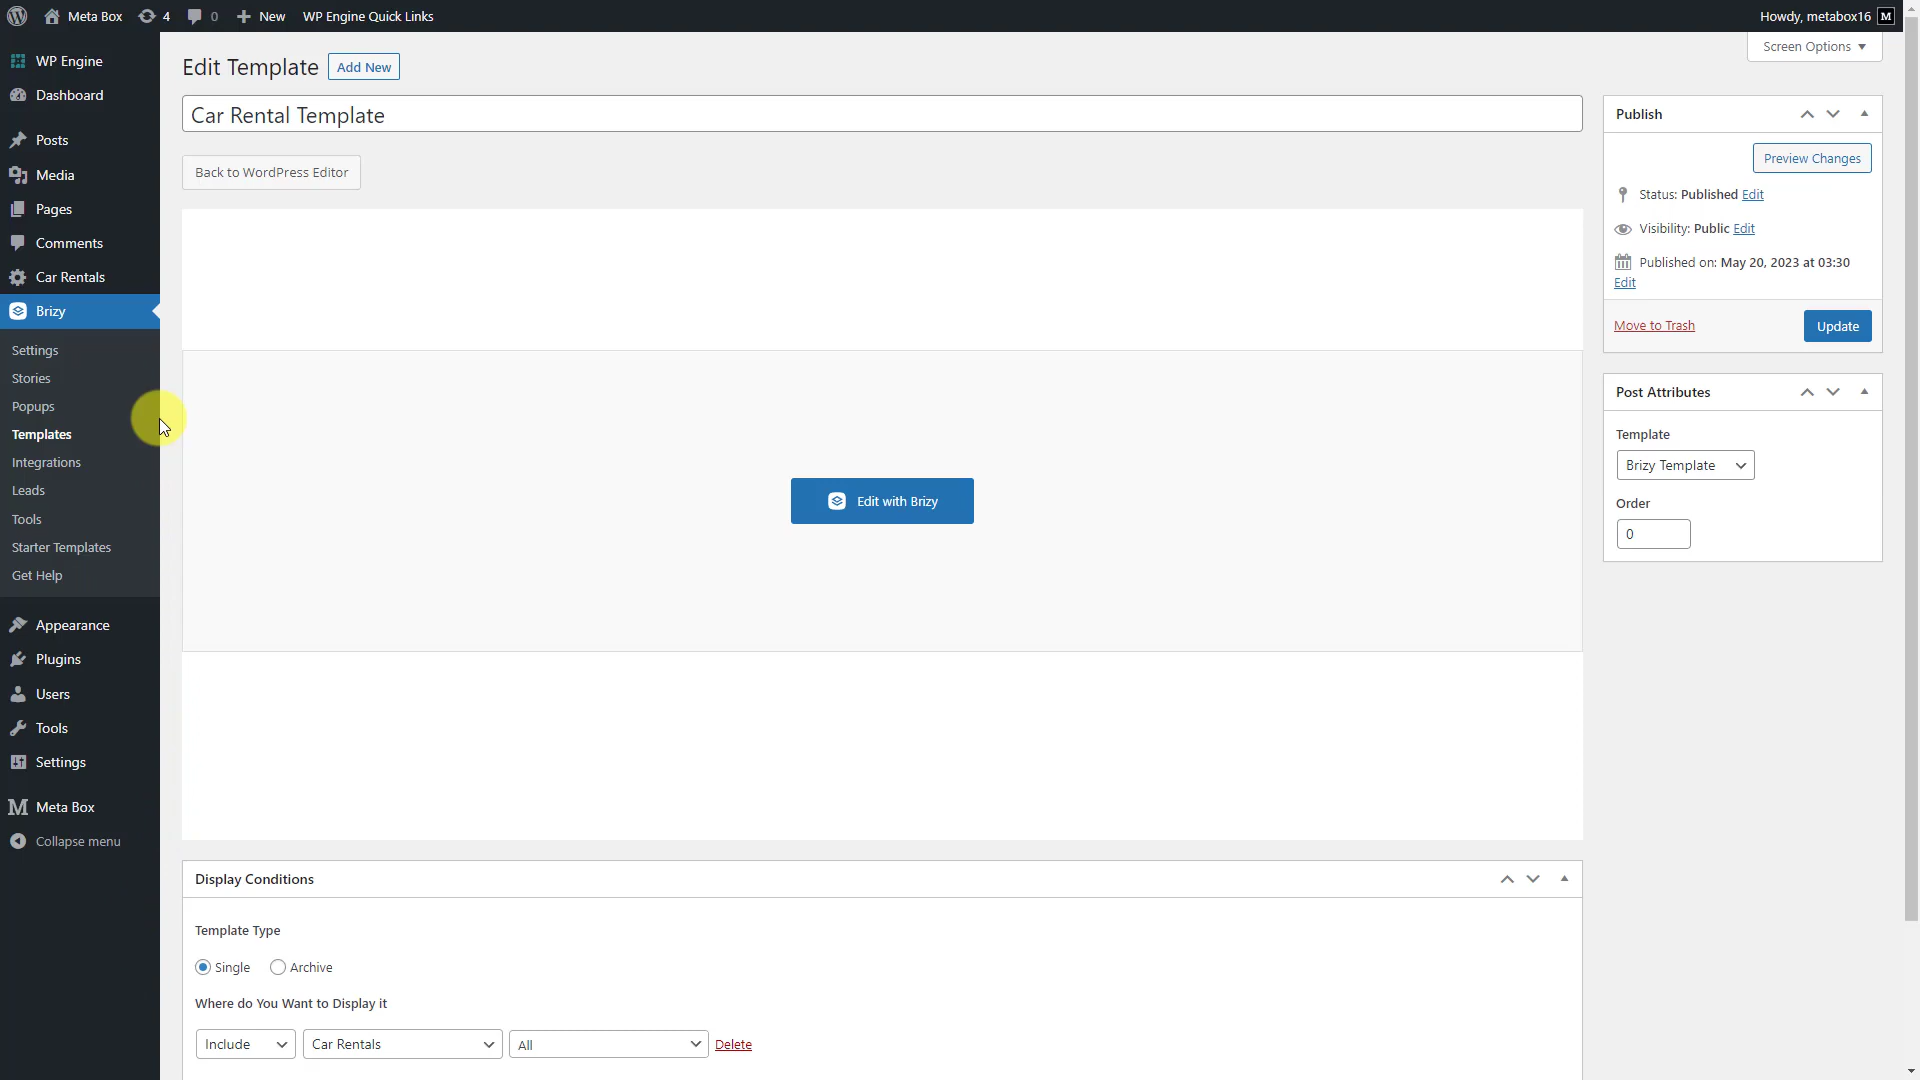 Meta Box 4 0 New WP Engine Quick Links Howdy, metabox16 M
Screen Options
WP Engine
Dashboard
Posts
Media
Pages
Comments
Car Rentals
Brizy
Settings
Stories
Popups
Templates
Integrations
Leads
Tools
Starter Templates
Get Help
Appearance
Plugins
Users
Tools
Settings
Meta Box
Collapse menu
Edit Template Add New
Car Rental Template
Back to WordPress Editor
Edit with Brizy
Display Conditions
Template Type
Single Archive
Where do You Want to Display it
Include Car Rentals All Delete
Publish
Preview Changes
Status: Published Edit
Visibility: Public Edit
Published on: May 20, 2023 at 03:30
Edit
Move to Trash Update
Post Attributes
Template
Brizy Template
Order
0